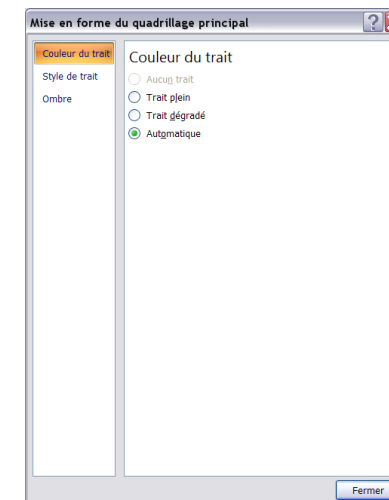 Mise en forme du quadrillage principal
Couleur du trait
Style de trait
Ombre
Couleur du trait
Aucun trait
Trait plein
Trait dégradé
Automatique
Fermer